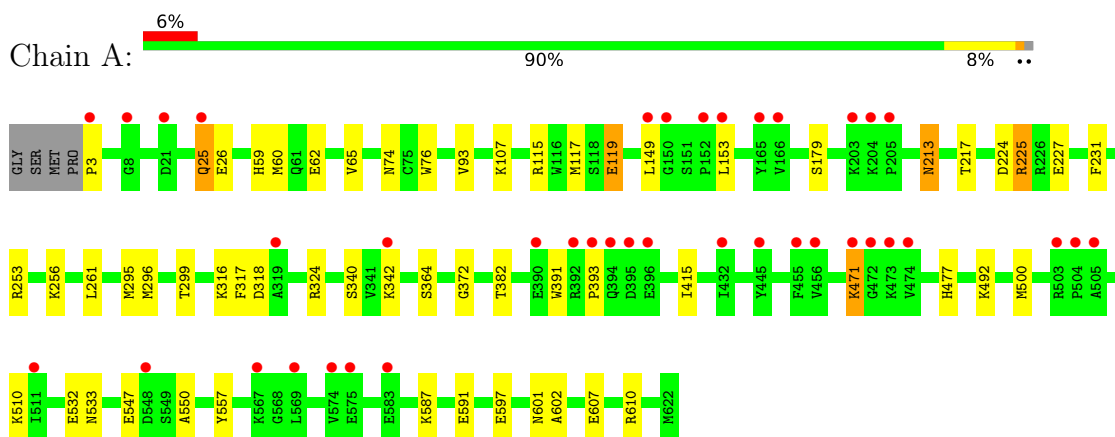 6%
Chain A:
90% 8% ••
GLY SER MET PRO P3 G8 D21 Q25 E26 H59 M60 Q61 E62 V65 N74 C75 W76 V93 K107 R115 W116 M117 S118 E119 L149 G150 S151 P152 L153 Y165 V166 S179 K203 K204 P205 N213 T217 D224 R225 R226 E227 F231
R253 K256 L261 M295 M296 T299 K316 F317 D318 A319 R324 S340 V341 K342 S364 G372 T382 E390 W391 R392 P393 Q394 D395 E396 I415 I432 Y445 F455 V456 K471 G472 K473 V474 H477 K492 M500 R503 P504 A505
K510 I511 E532 N533 E547 D548 S549 A550 Y557 K567 G568 L569 V574 E575 E583 K587 E591 E597 N601 A602 E607 R610 M622